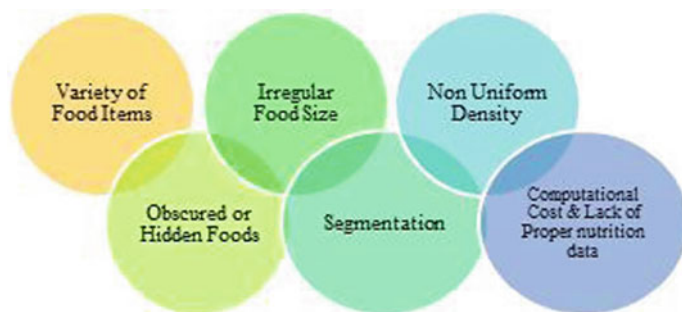 Variety of
Food Items
Irregular
Food Size
Non Uniform
Density
Obscured or
Hidden Foods
Segmentation
Computational
Cost & Lack of
Proper nutrition
data